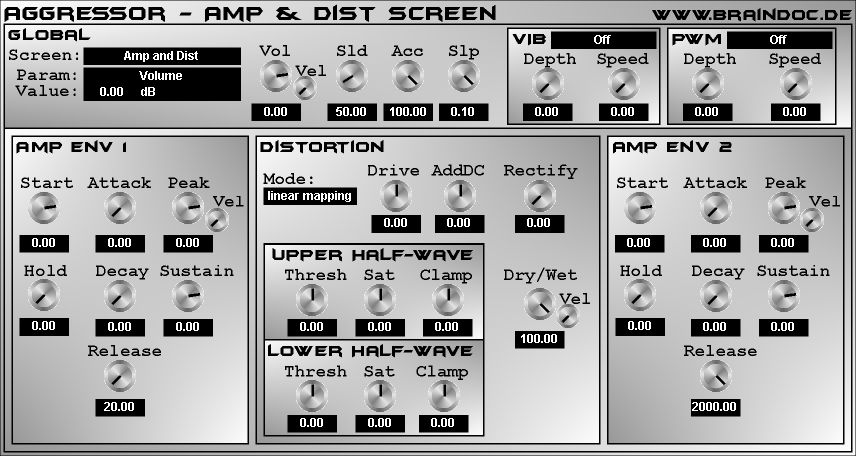 AGGRESSOR - AMP & DIST SCREEN
WWW.BRAINDOC.DE
GLOBAL
Screen: Amp and Dist
Param: Volume
Value: 0.00 dB
Vol Vel Sld Acc Slp
0.00 50.00 100.00 0.10
VIB Off
Depth Speed
0.00 0.00
PWM Off
Depth Speed
0.00 0.00
AMP ENV 1
Start Attack Peak Vel
0.00 0.00 0.00
Hold Decay Sustain
0.00 0.00 0.00
Release
20.00
DISTORTION
Mode:
linear mapping
Drive AddDC Rectify
0.00 0.00 0.00
UPPER HALF-WAVE
Thresh Sat Clamp
0.00 0.00 0.00
LOWER HALF-WAVE
Thresh Sat Clamp
0.00 0.00 0.00
Dry/Wet Vel
100.00
AMP ENV 2
Start Attack Peak Vel
0.00 0.00 0.00
Hold Decay Sustain
0.00 0.00 0.00
Release
2000.00